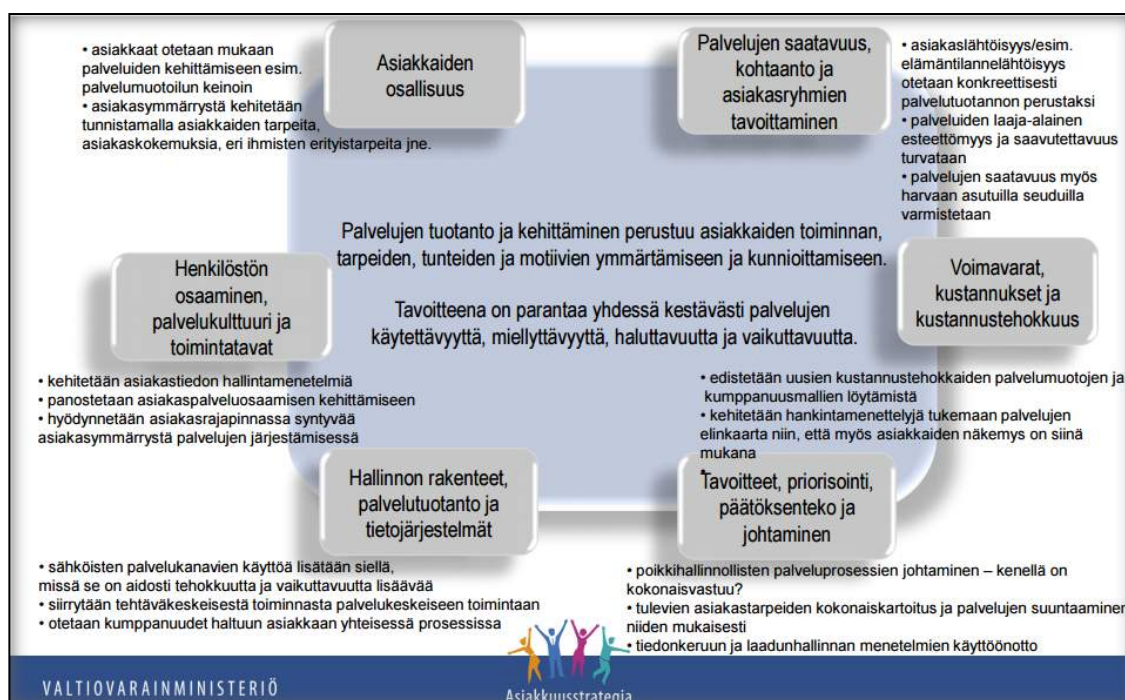 • asiakkaat otetaan mukaan
palveluiden kehittämiseen esim.
palvelumuotoilun keinoin
• asiakasymmärrystä kehitetään
tunnistamalla asiakkaiden tarpeita,
asiakaskokemuksia, eri ihmisten erityistarpeita jne.
Asiakkaiden
osallisuus
Palvelujen saatavuus,
kohtaanto ja
asiakasryhmien
tavoittaminen
• asiakaslähtöisyys/esim.
elämäntilannelähtöisyys
otetaan konkreettisesti
palvelutuotannon perustaksi
• palveluiden laaja-alainen
esteettömyys ja saavutettavuus
turvataan
• palvelujen saatavuus myös
harvaan asutuilla seuduilla
varmistetaan
Palvelujen tuotanto ja kehittäminen perustuu asiakkaiden toiminnan,
tarpeiden, tunteiden ja motiivien ymmärtämiseen ja kunnioittamiseen.
Tavoitteena on parantaa yhdessä kestävästi palvelujen
käytettävyyttä, miellyttävyyttä, haluttavuutta ja vaikuttavuutta.
Henkilöstön
osaaminen,
palvelukulttuuri ja
toimintatavat
Voimavarat,
kustannukset ja
kustannustehokkuus
• kehitetään asiakastiedon hallintamenetelmiä
• panostetaan asiakaspalveluosaamisen kehittämiseen
• hyödynnetään asiakasrajapinnassa syntyvää
asiakasymmärrystä palvelujen järjestämisessä
• edistetään uusien kustannustehokkaiden palvelumuotojen ja
kumppanuusmallien löytämistä
• kehitetään hankintamenettelyjä tukemaan palvelujen
elinkaarta niin, että myös asiakkaiden näkemys on siinä
mukana
•
Hallinnon rakenteet,
palvelutuotanto ja
tietojärjestelmät
Tavoitteet, priorisointi,
päätöksenteko ja
johtaminen
• sähköisten palvelukanavien käyttöä lisätään siellä,
missä se on aidosti tehokkuutta ja vaikuttavuutta lisäävää
• siirrytään tehtäväkeskeisestä toiminnasta palvelukeskeiseen toimintaan
• otetaan kumppanuudet haltuun asiakkaan yhteisessä prosessissa
• poikkihallinnollisten palveluprosessien johtaminen – kenellä on
kokonaisvastuu?
• tulevien asiakastarpeiden kokonaiskartoitus ja palvelujen suuntaaminen
niiden mukaisesti
• tiedonkeruun ja laadunhallinnan menetelmien käyttöönotto
VALTIOVARAINMINISTERIÖ
Asiakkuusstrategia